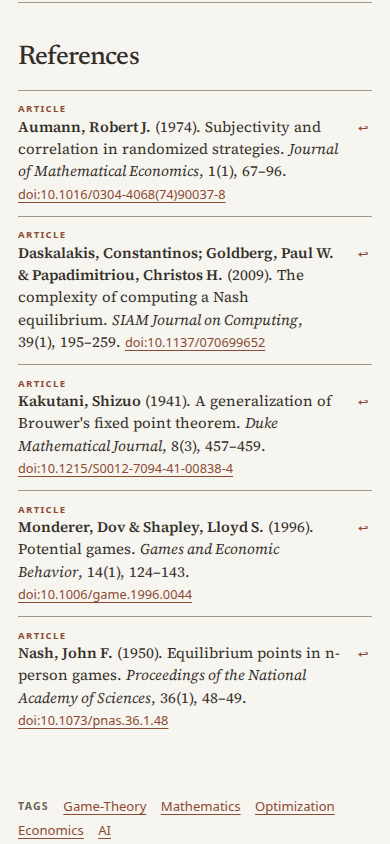 References
ARTICLE
Aumann, Robert J. (1974). Subjectivity and ↩
correlation in randomized strategies. Journal
of Mathematical Economics, 1(1), 67–96.
doi:10.1016/0304-4068(74)90037-8
ARTICLE
Daskalakis, Constantinos; Goldberg, Paul W. ↩
& Papadimitriou, Christos H. (2009). The
complexity of computing a Nash
equilibrium. SIAM Journal on Computing,
39(1), 195–259. doi:10.1137/070699652
ARTICLE
Kakutani, Shizuo (1941). A generalization of ↩
Brouwer's fixed point theorem. Duke
Mathematical Journal, 8(3), 457–459.
doi:10.1215/S0012-7094-41-00838-4
ARTICLE
Monderer, Dov & Shapley, Lloyd S. (1996). ↩
Potential games. Games and Economic
Behavior, 14(1), 124–143.
doi:10.1006/game.1996.0044
ARTICLE
Nash, John F. (1950). Equilibrium points in n- ↩
person games. Proceedings of the National
Academy of Sciences, 36(1), 48–49.
doi:10.1073/pnas.36.1.48
TAGS Game-Theory Mathematics Optimization
Economics AI